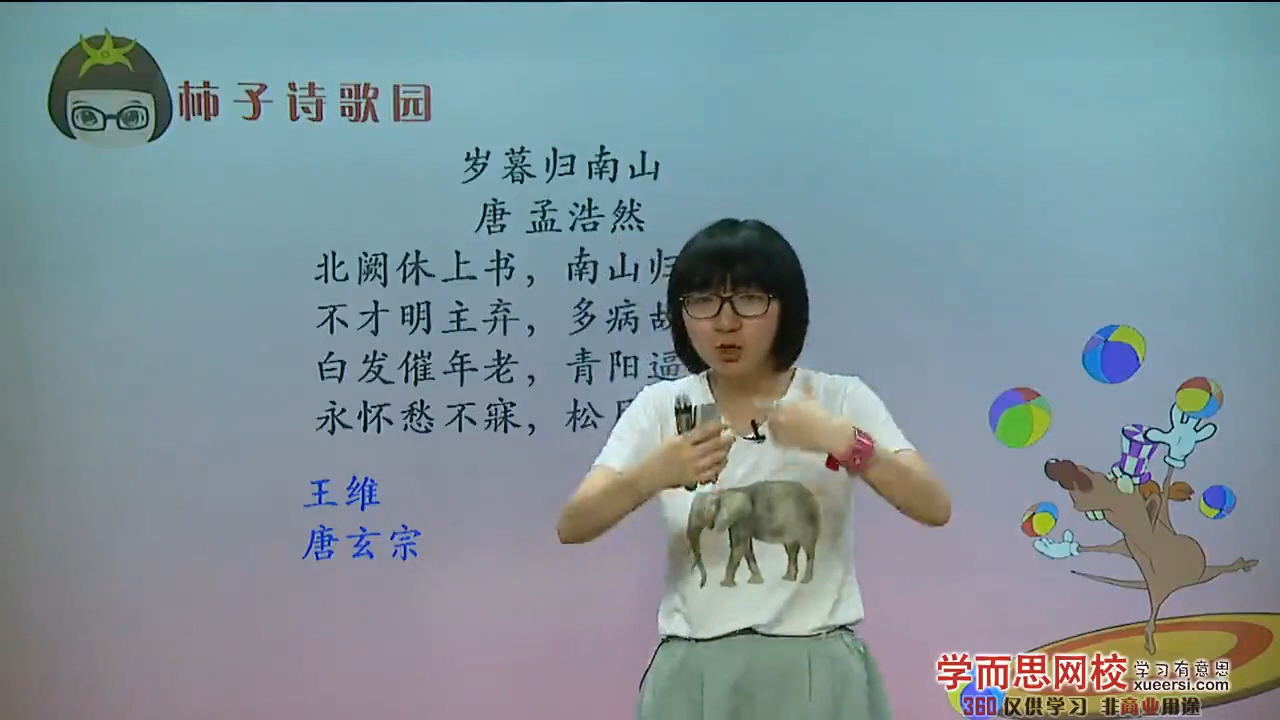 柿子诗歌园
岁暮归南山
唐 孟浩然
北阙休上书，南山归
不才明主弃，多病故
白发催年老，青阳逼
永怀愁不寐，松月
王维
唐玄宗
学而思网校 学习有意思
xueersi.com
360 仅供学习 非商业用途